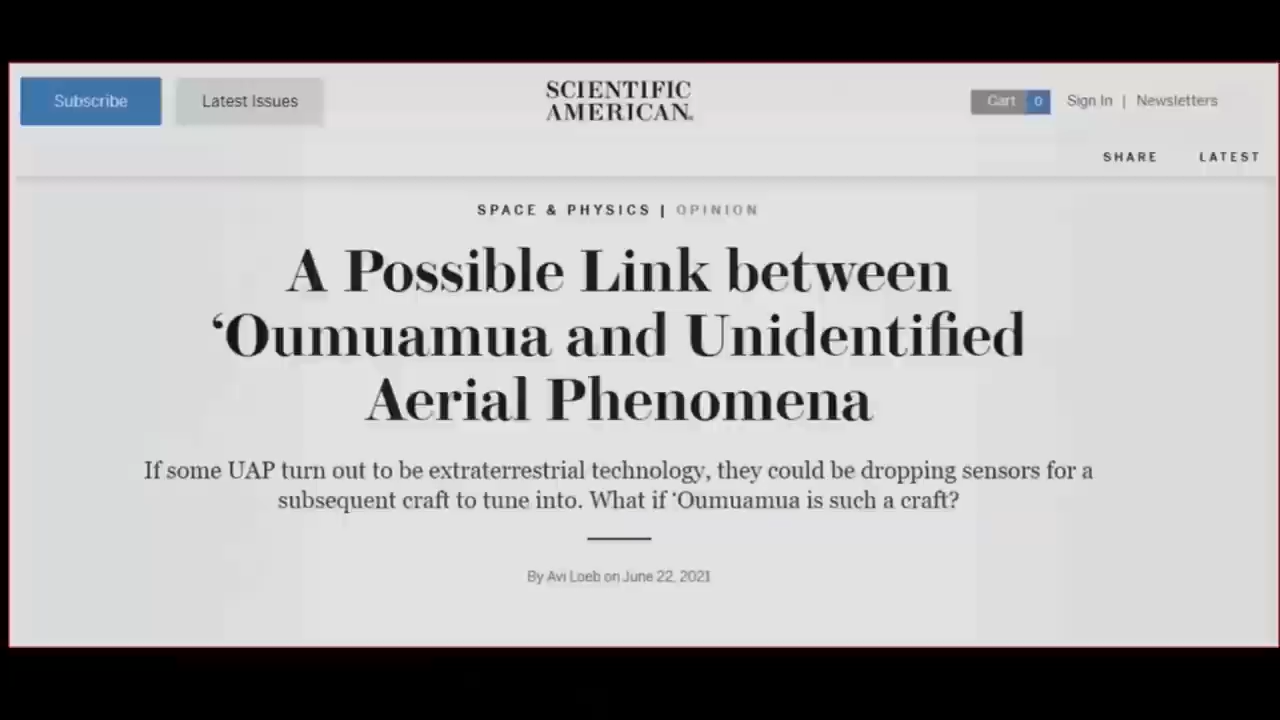 Subscribe
Latest Issues
SCIENTIFIC
AMERICAN®
Cart 0
Sign In | Newsletters
SHARE LATEST
SPACE & PHYSICS | OPINION
A Possible Link between
‘Oumuamua and Unidentified
Aerial Phenomena
If some UAP turn out to be extraterrestrial technology, they could be dropping sensors for a
subsequent craft to tune into. What if ‘Oumuamua is such a craft?
By Avi Loeb on June 22, 2021